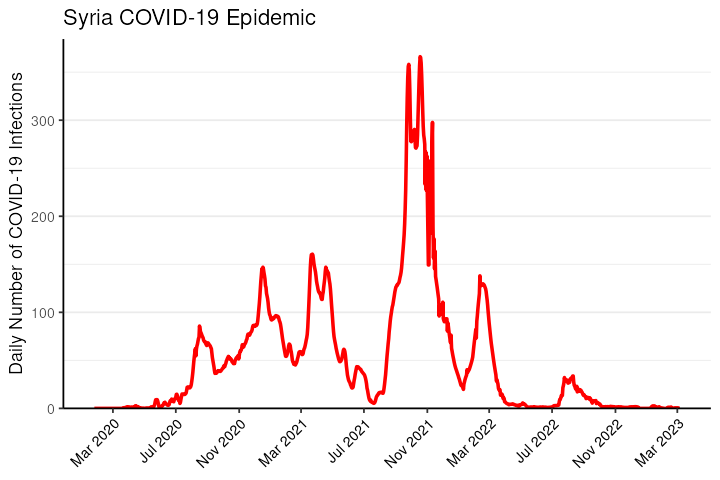 Syria COVID-19 Epidemic
Daily Number of COVID-19 Infections
300
200
100
0
Mar 2020
Jul 2020
Nov 2020
Mar 2021
Jul 2021
Nov 2021
Mar 2022
Jul 2022
Nov 2022
Mar 2023